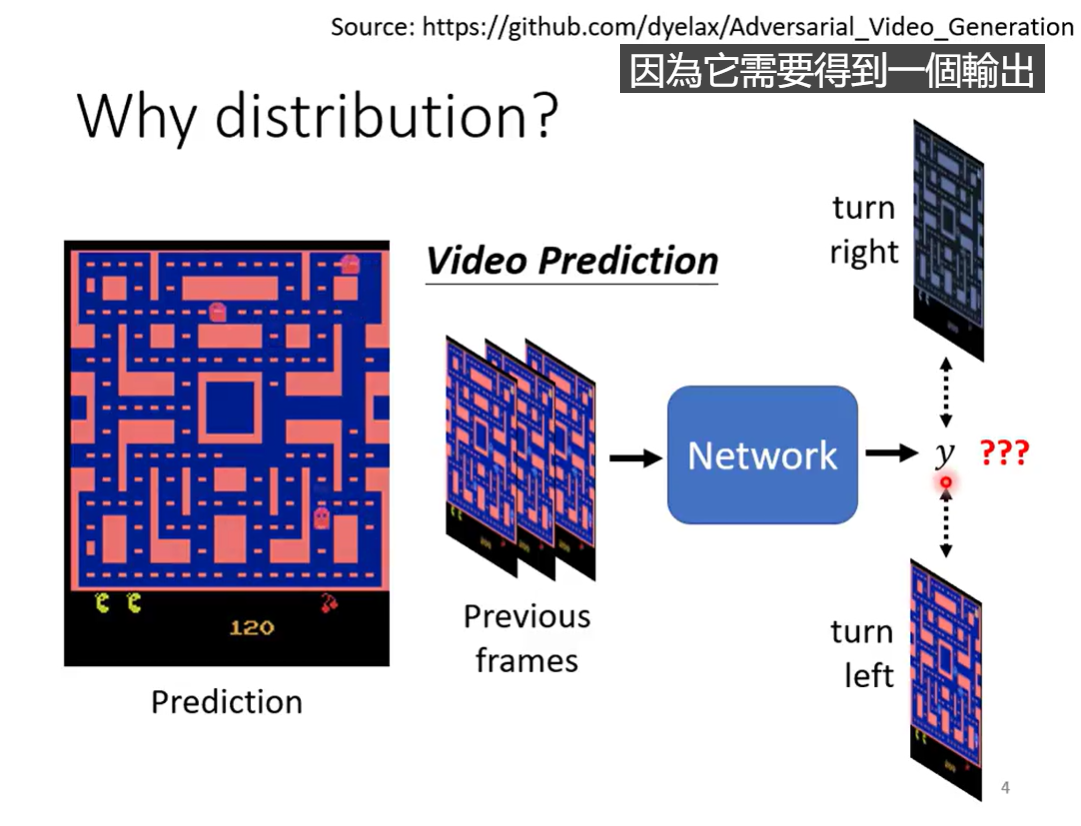 Source: https://github.com/dyelax/Adversarial_Video_Generation
因為它需要得到一個輸出
Why distribution?
turn
right
Video Prediction
Network
y ???
120
Previous
frames
turn
left
Prediction
4